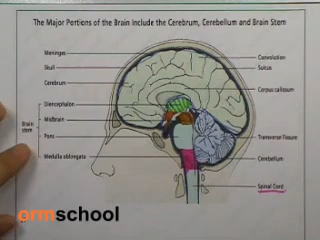 The Major Portions of the Brain Include the Cerebrum, Cerebellum and Brain Stem
Meninges
Skull
Cerebrum
Diencephalon
Midbrain
Brain
stem
Pons
Medulla oblongata
Convolution
Sulcus
Corpus callosum
Transverse fissure
Cerebellum
Spinal Cord
ormschool